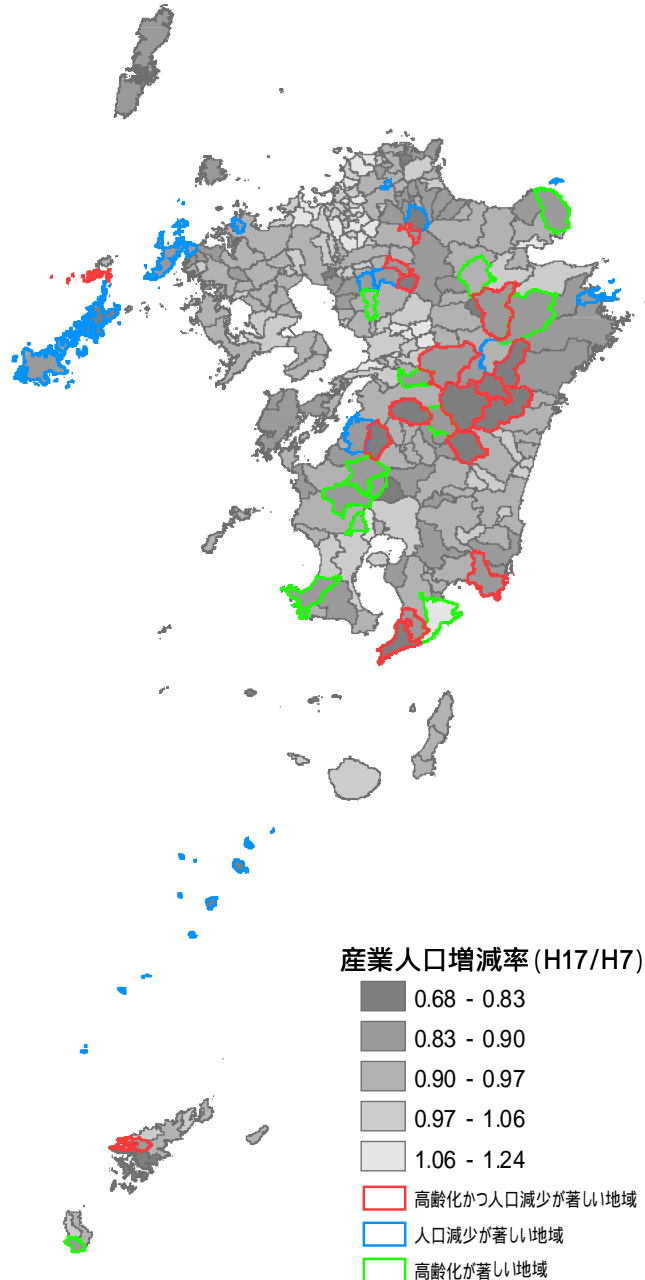 産業人口増減率(H17/H7)
0.68 - 0.83
0.83 - 0.90
0.90 - 0.97
0.97 - 1.06
1.06 - 1.24
高齢化かつ人口減少が著しい地域
人口減少が著しい地域
高齢化が著しい地域